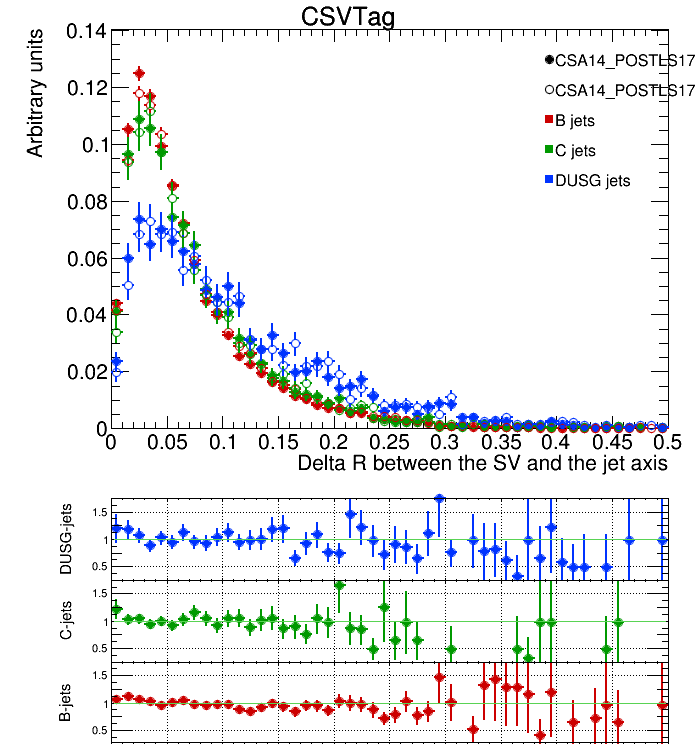 CSVTag
Arbitrary units
0.14
0.12
0.1
0.08
0.06
0.04
0.02
0
CSA14_POSTLS17
CSA14_POSTLS17
B jets
C jets
DUSG jets
0 0.05 0.1 0.15 0.2 0.25 0.3 0.35 0.4 0.45 0.5
Delta R between the SV and the jet axis
DUSG-jets
1.5
1
0.5
C-jets
1.5
1
0.5
B-jets
1.5
1
0.5